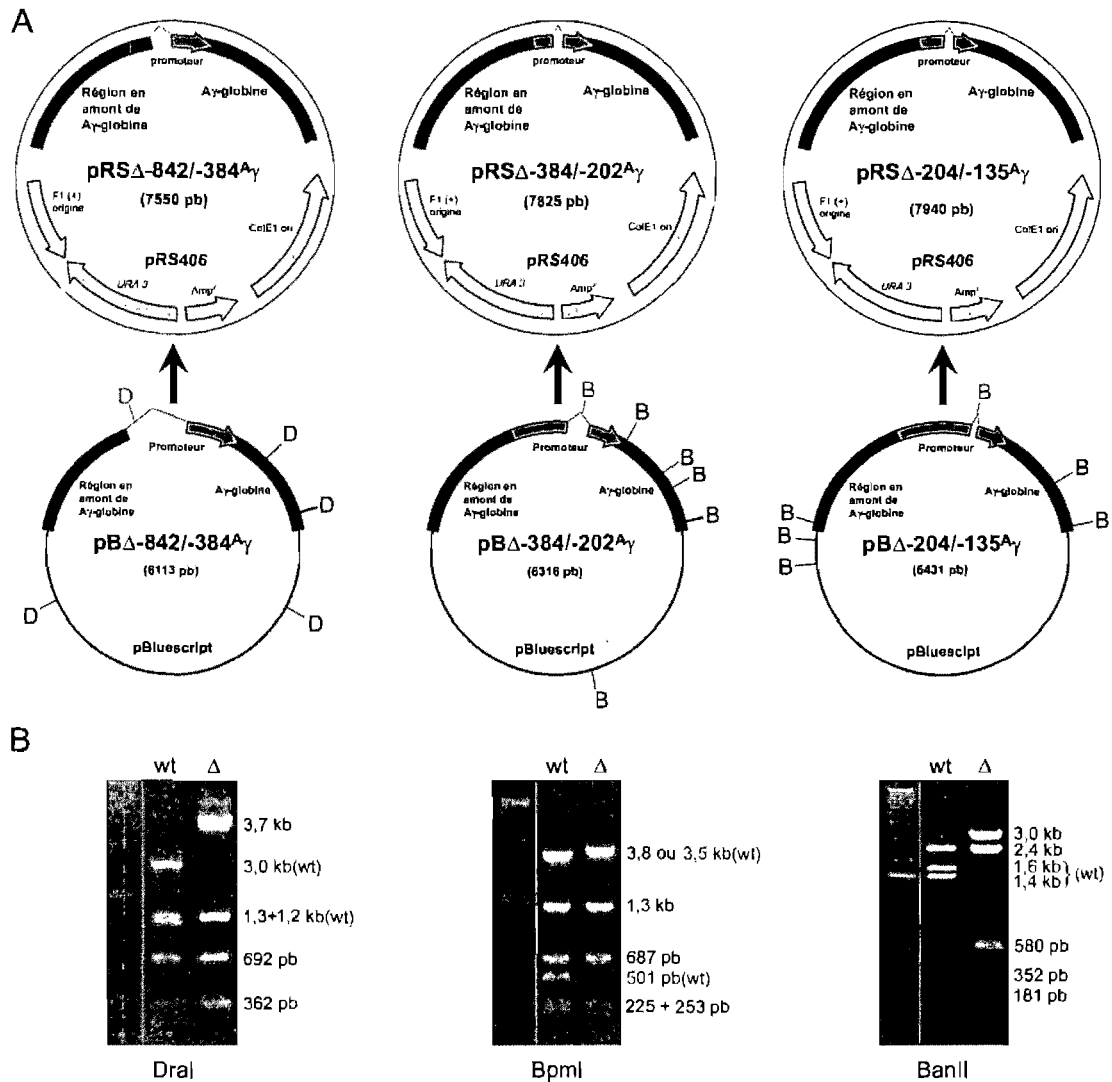 A
promoteur
Région en
amont de
Aγ-globine
Aγ-globine
pRSΔ-842/-384ᴬγ
(7550 pb)
F1 (+)
origine
ColE1 ori
pRS406
URA 3
Ampʳ
promoteur
Région en
amont de
Aγ-globine
Aγ-globine
pRSΔ-384/-202ᴬγ
(7825 pb)
F1 (+)
origine
ColE1 ori
pRS406
URA 3
Ampʳ
promoteur
Région en
amont de
Aγ-globine
Aγ-globine
pRSΔ-204/-135ᴬγ
(7940 pb)
F1 (+)
origine
ColE1 ori
pRS406
URA 3
Ampʳ
D
D
D
D
D
Promoteur
Région en
amont de
Aγ-globine
Aγ-globine
pBΔ-842/-384ᴬγ
(6113 pb)
pBluescript
B
B
B
B
B
B
Promoteur
Région en
amont de
Aγ-globine
Aγ-globine
pBΔ-384/-202ᴬγ
(6316 pb)
pBluescript
B
B
B
B
B
B
Promoteur
Région en
amont de
Aγ-globine
Aγ-globine
pBΔ-204/-135ᴬγ
(6431 pb)
pBluescript
B
wt Δ
3,7 kb
3,0 kb(wt)
1,3+1,2 kb(wt)
692 pb
362 pb
DraI
wt Δ
3,8 ou 3,5 kb(wt)
1,3 kb
687 pb
501 pb(wt)
225 + 253 pb
BpmI
wt Δ
3,0 kb
2,4 kb
1,6 kb
1,4 kb
(wt)
580 pb
352 pb
181 pb
BanII